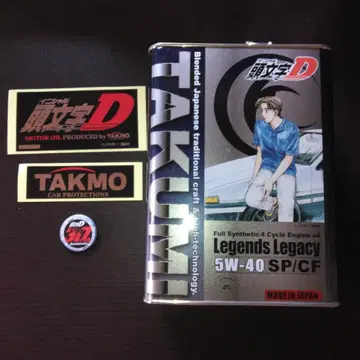 頭文字D
MOTOR OIL PRODUCED by TAKMO
TAKMO
CAR PROTECTIONS
頭文字D
TAKUMI
Blended Japanese traditional craft & high-technology.
Full Synthetic 4 Cycle Engine oil
Legends Legacy
5W-40 SP/CF
MADE IN JAPAN